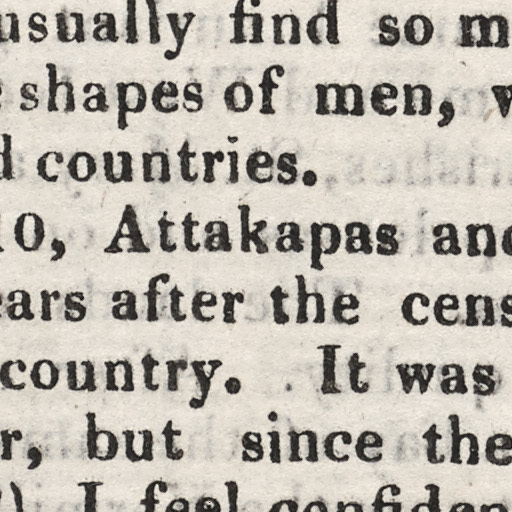 usually find so m
shapes of men, w
d countries.
10, Attakapas and
ears after the cens
country. It was
r, but since the
I feel confiden